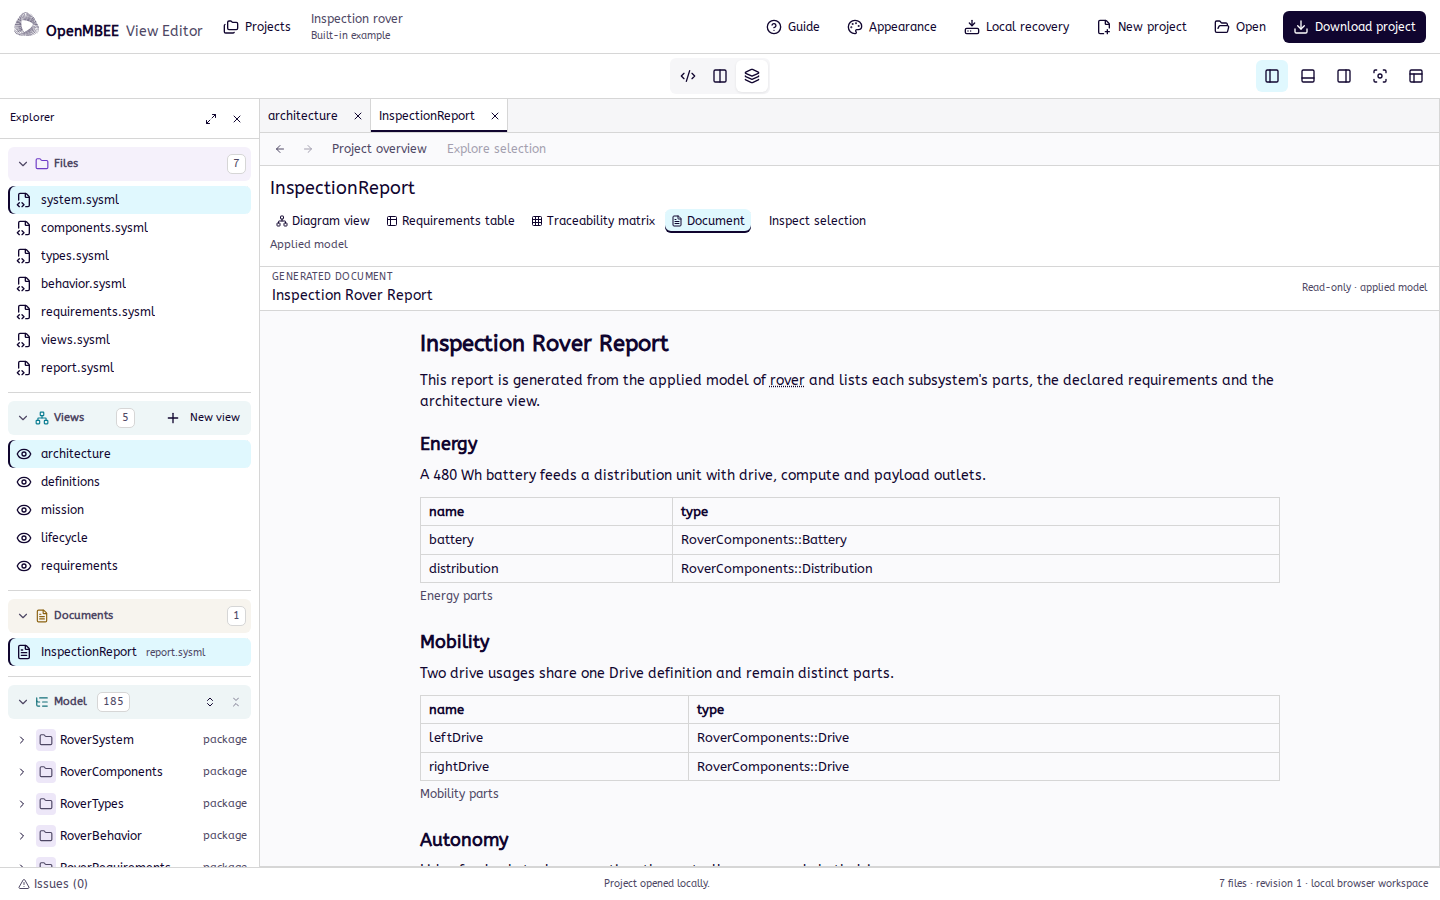 OpenMBEE View Editor
Projects
Inspection rover
Built-in example
Guide
Appearance
Local recovery
New project
Open
Download project
Explorer
Files
7
system.sysml
components.sysml
types.sysml
behavior.sysml
requirements.sysml
views.sysml
report.sysml
Views
5
New view
architecture
definitions
mission
lifecycle
requirements
Documents
1
InspectionReport report.sysml
Model
185
RoverSystem package
RoverComponents package
RoverTypes package
RoverBehavior package
RoverRequirements package
architecture
InspectionReport
Project overview
Explore selection
InspectionReport
Diagram view
Requirements table
Traceability matrix
Document
Inspect selection
Applied model
GENERATED DOCUMENT
Inspection Rover Report
Read-only · applied model
Inspection Rover Report
This report is generated from the applied model of rover and lists each subsystem's parts, the declared requirements and the
architecture view.
Energy
A 480 Wh battery feeds a distribution unit with drive, compute and payload outlets.
name type
battery RoverComponents::Battery
distribution RoverComponents::Distribution
Energy parts
Mobility
Two drive usages share one Drive definition and remain distinct parts.
name type
leftDrive RoverComponents::Drive
rightDrive RoverComponents::Drive
Mobility parts
Autonomy
Issues (0)
Project opened locally.
7 files · revision 1 · local browser workspace